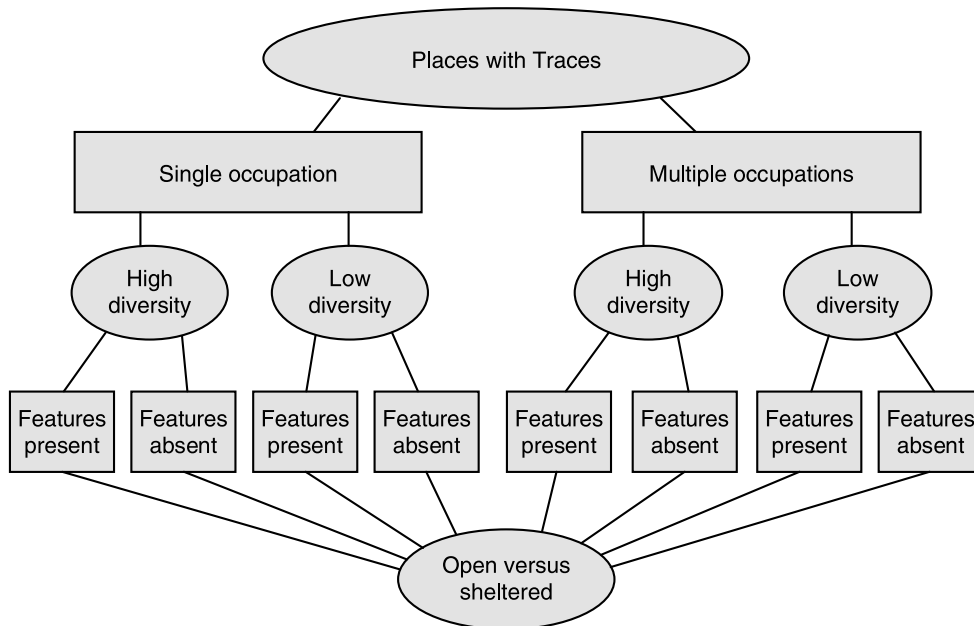 Places with Traces
Single occupation
Multiple occupations
High
diversity
Low
diversity
High
diversity
Low
diversity
Features
present
Features
absent
Features
present
Features
absent
Features
present
Features
absent
Features
present
Features
absent
Open versus
sheltered